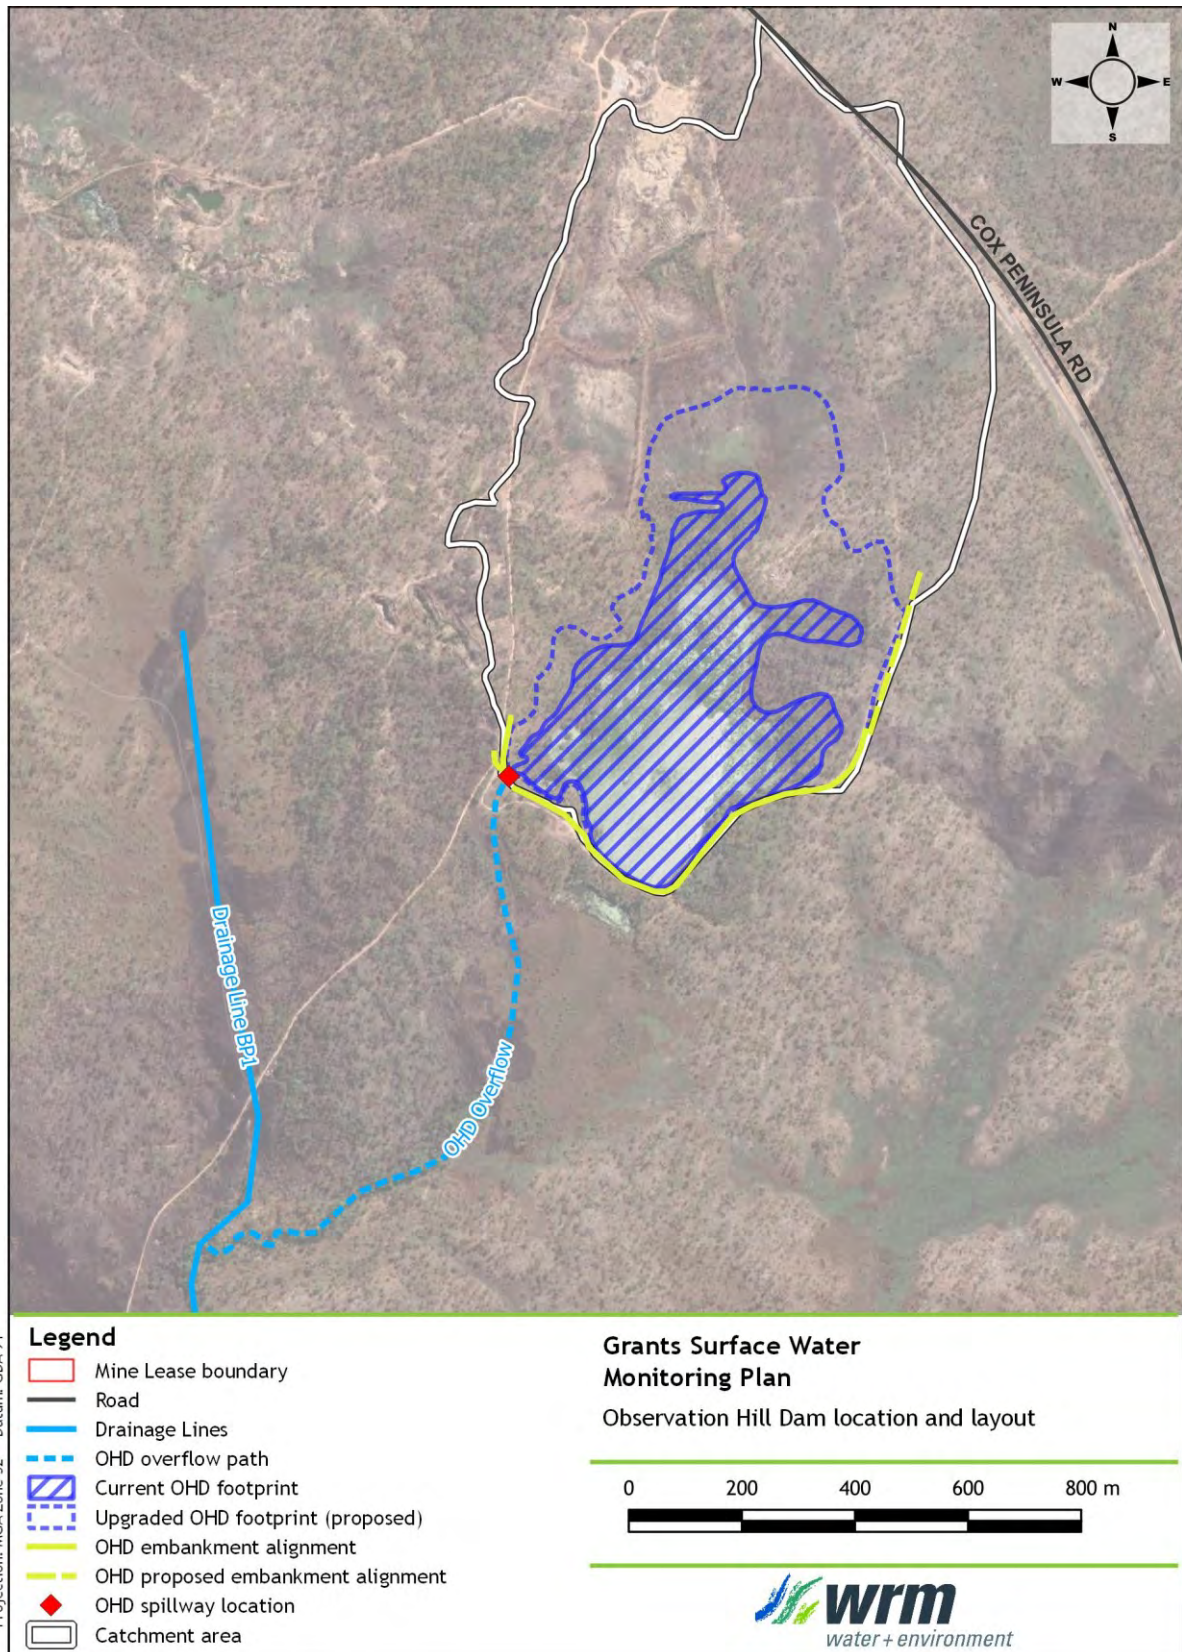 N
W
E
S
COX PENINSULA RD
Drainage Line BP1
OHD Overflow
Legend
Mine Lease boundary
Road
Drainage Lines
OHD overflow path
Current OHD footprint
Upgraded OHD footprint (proposed)
OHD embankment alignment
OHD proposed embankment alignment
OHD spillway location
Catchment area
Grants Surface Water
Monitoring Plan
Observation Hill Dam location and layout
0 200 400 600 800 m
wrm
water + environment